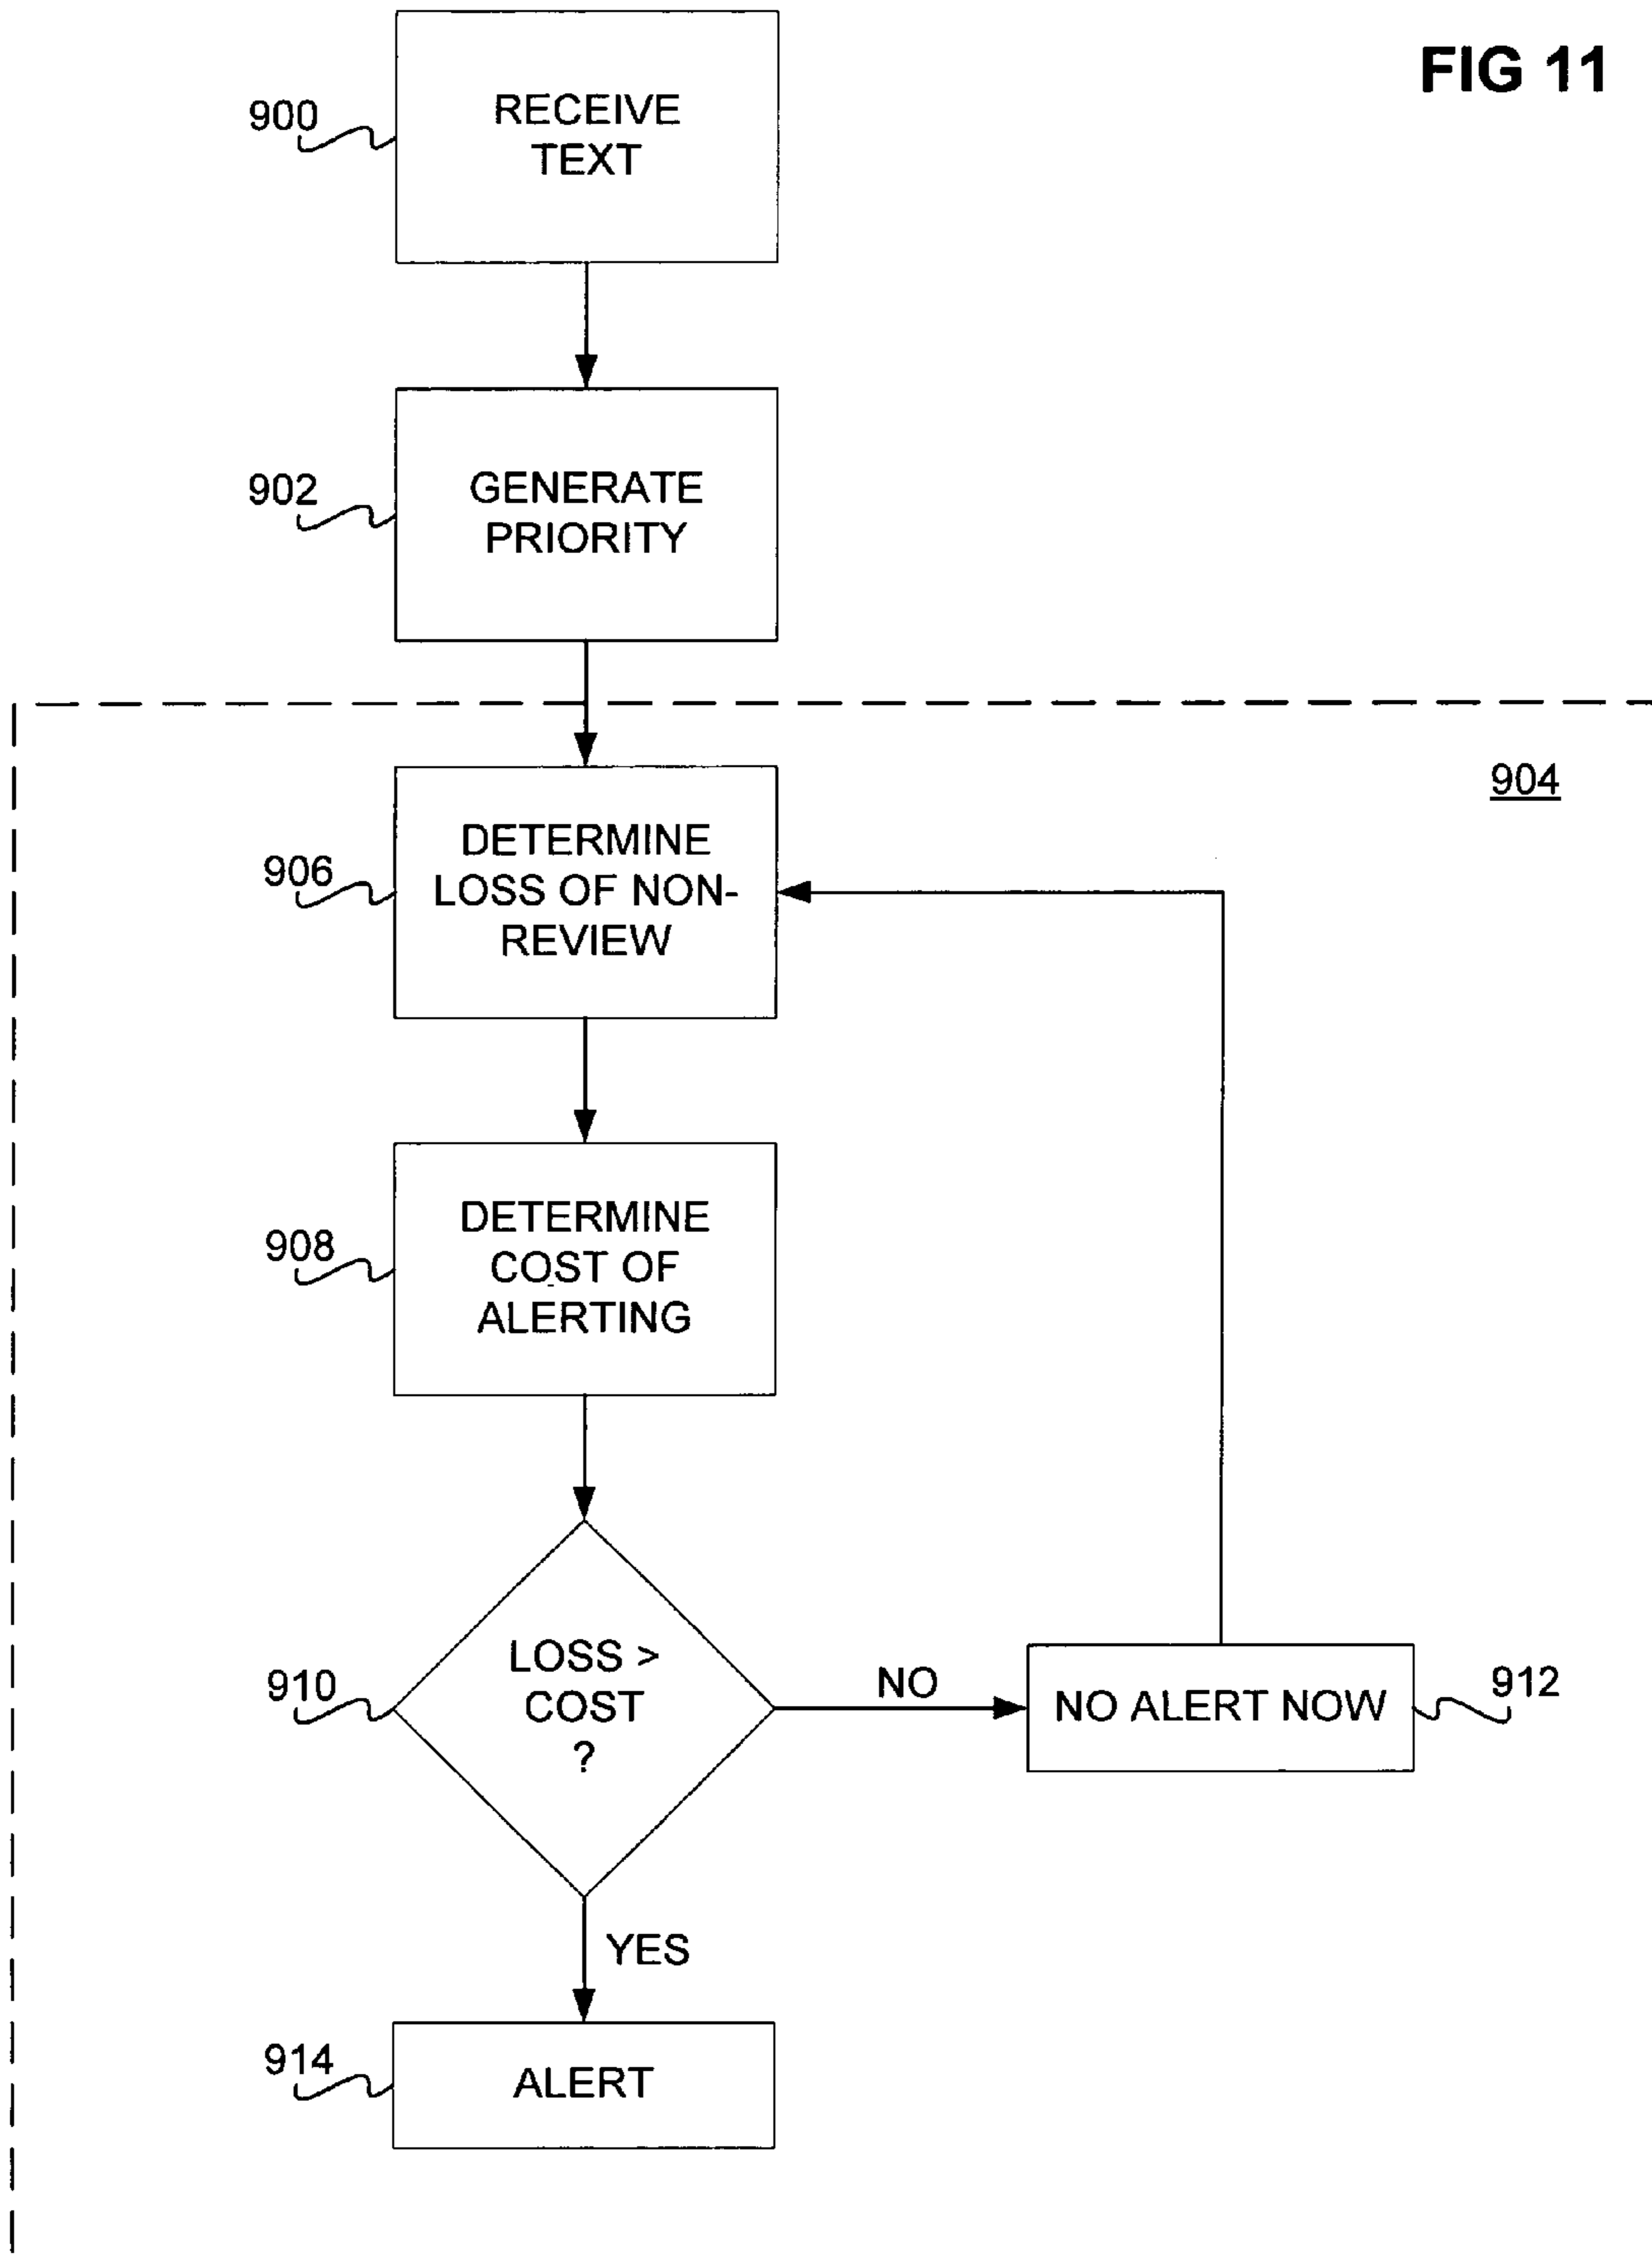 FIG 11
900
RECEIVE
TEXT
902
GENERATE
PRIORITY
904
906
DETERMINE
LOSS OF NON-
REVIEW
908
DETERMINE
COST OF
ALERTING
910
LOSS >
COST
?
NO
NO ALERT NOW
912
YES
914
ALERT